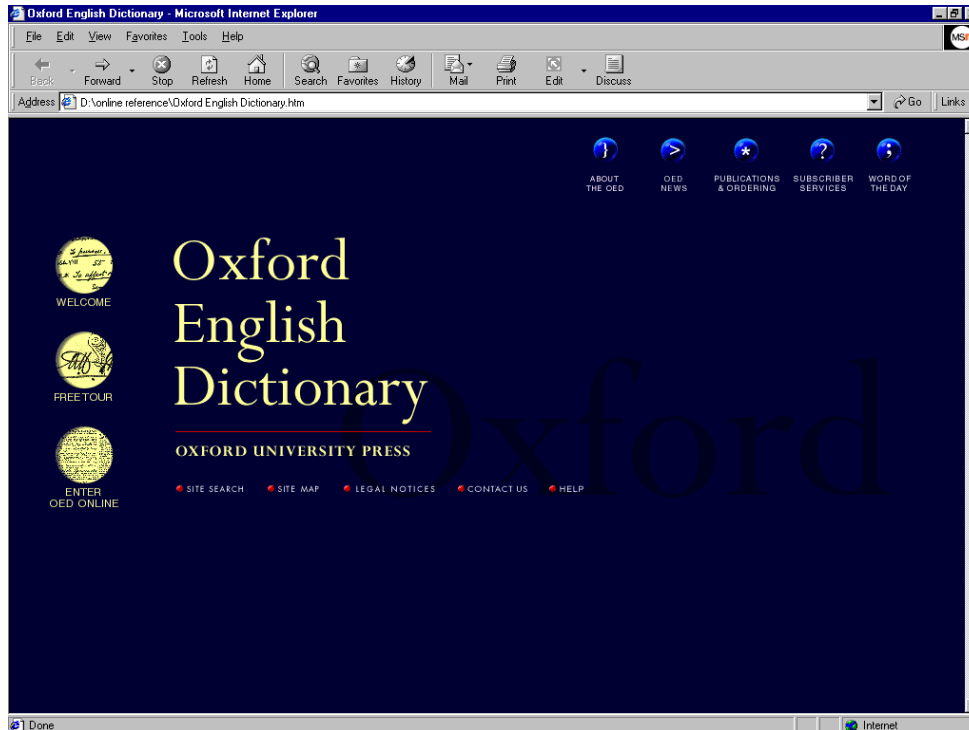 Oxford English Dictionary - Microsoft Internet Explorer
File Edit View Favorites Tools Help
MS
Back Forward Stop Refresh Home Search Favorites History Mail Print Edit Discuss
Address D:\online reference\Oxford English Dictionary.htm Go Links
} > * ? ;
ABOUT THE OED
OED NEWS
PUBLICATIONS & ORDERING
SUBSCRIBER SERVICES
WORD OF THE DAY
WELCOME
FREE TOUR
ENTER
OED ONLINE
Oxford
English
Dictionary
Oxford
OXFORD UNIVERSITY PRESS
SITE SEARCH SITE MAP LEGAL NOTICES CONTACT US HELP
Done Internet